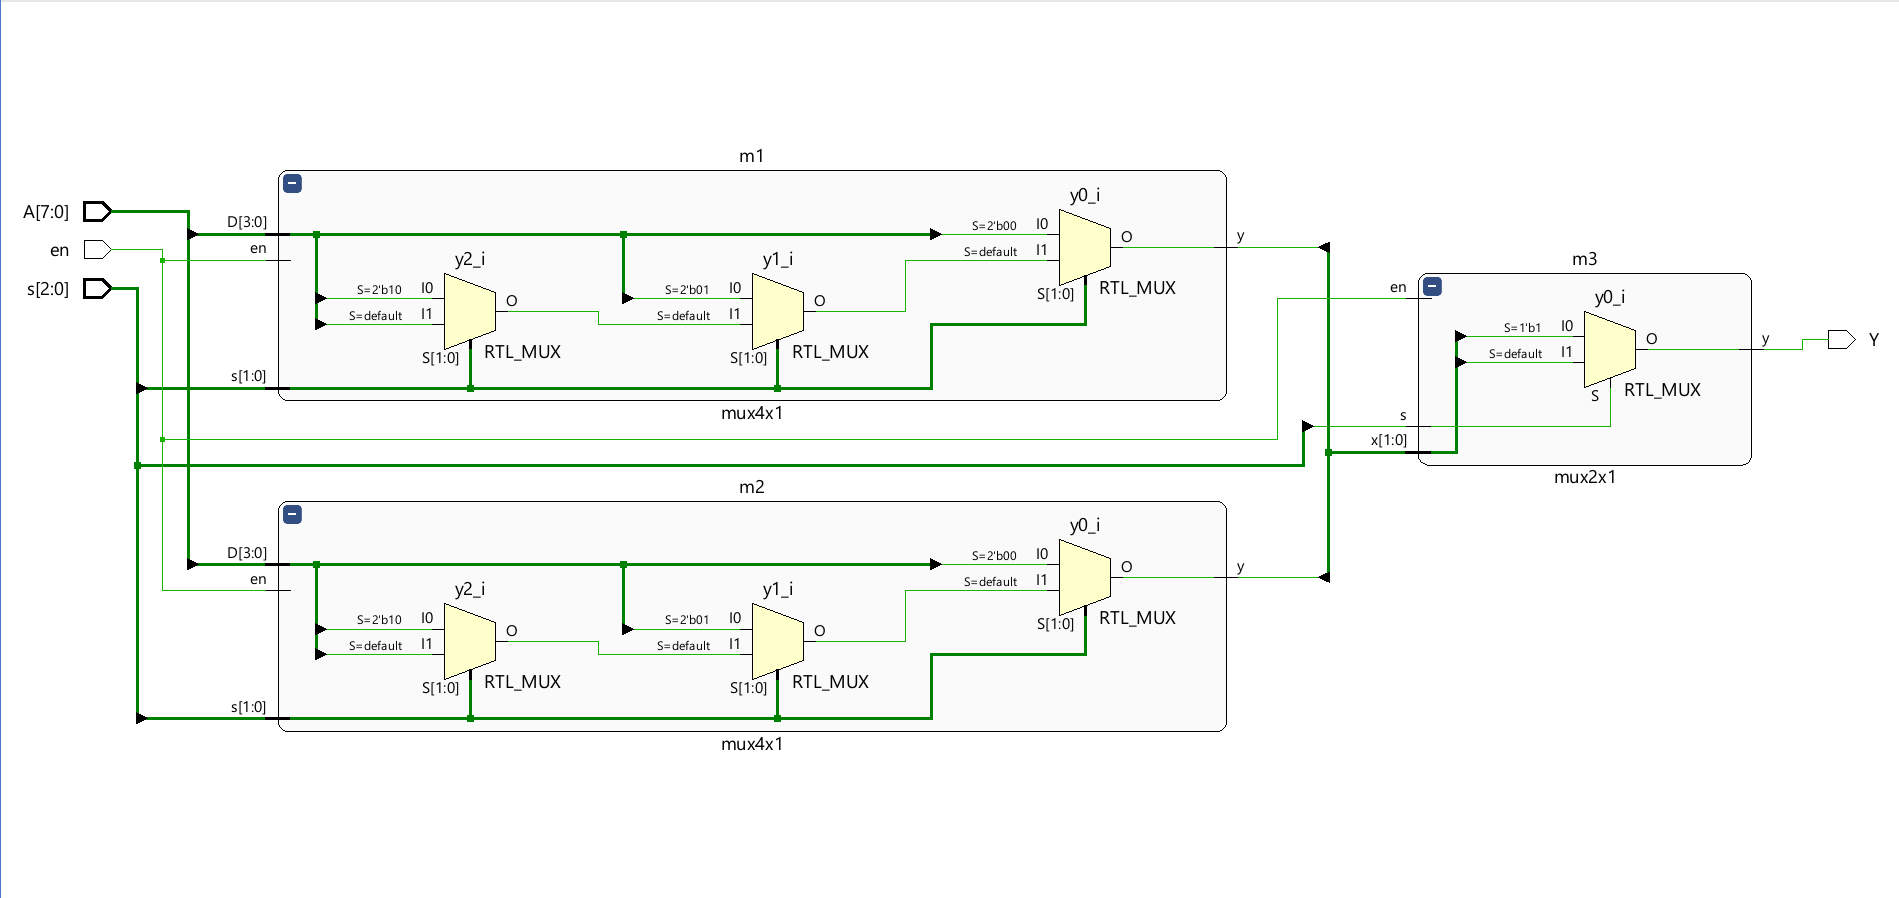 m1
A[7:0]
en
s[2:0]
D[3:0]
en
s[1:0]
y2_i
S=2'b10
I0
S=default
I1
O
S[1:0]
RTL_MUX
y1_i
S=2'b01
I0
S=default
I1
O
S[1:0]
RTL_MUX
y0_i
S=2'b00
I0
S=default
I1
O
S[1:0]
RTL_MUX
y
mux4x1
m3
en
s
x[1:0]
y0_i
S=1'b1
I0
S=default
I1
O
S
RTL_MUX
y
Y
mux2x1
m2
D[3:0]
en
s[1:0]
y2_i
S=2'b10
I0
S=default
I1
O
S[1:0]
RTL_MUX
y1_i
S=2'b01
I0
S=default
I1
O
S[1:0]
RTL_MUX
y0_i
S=2'b00
I0
S=default
I1
O
S[1:0]
RTL_MUX
y
mux4x1